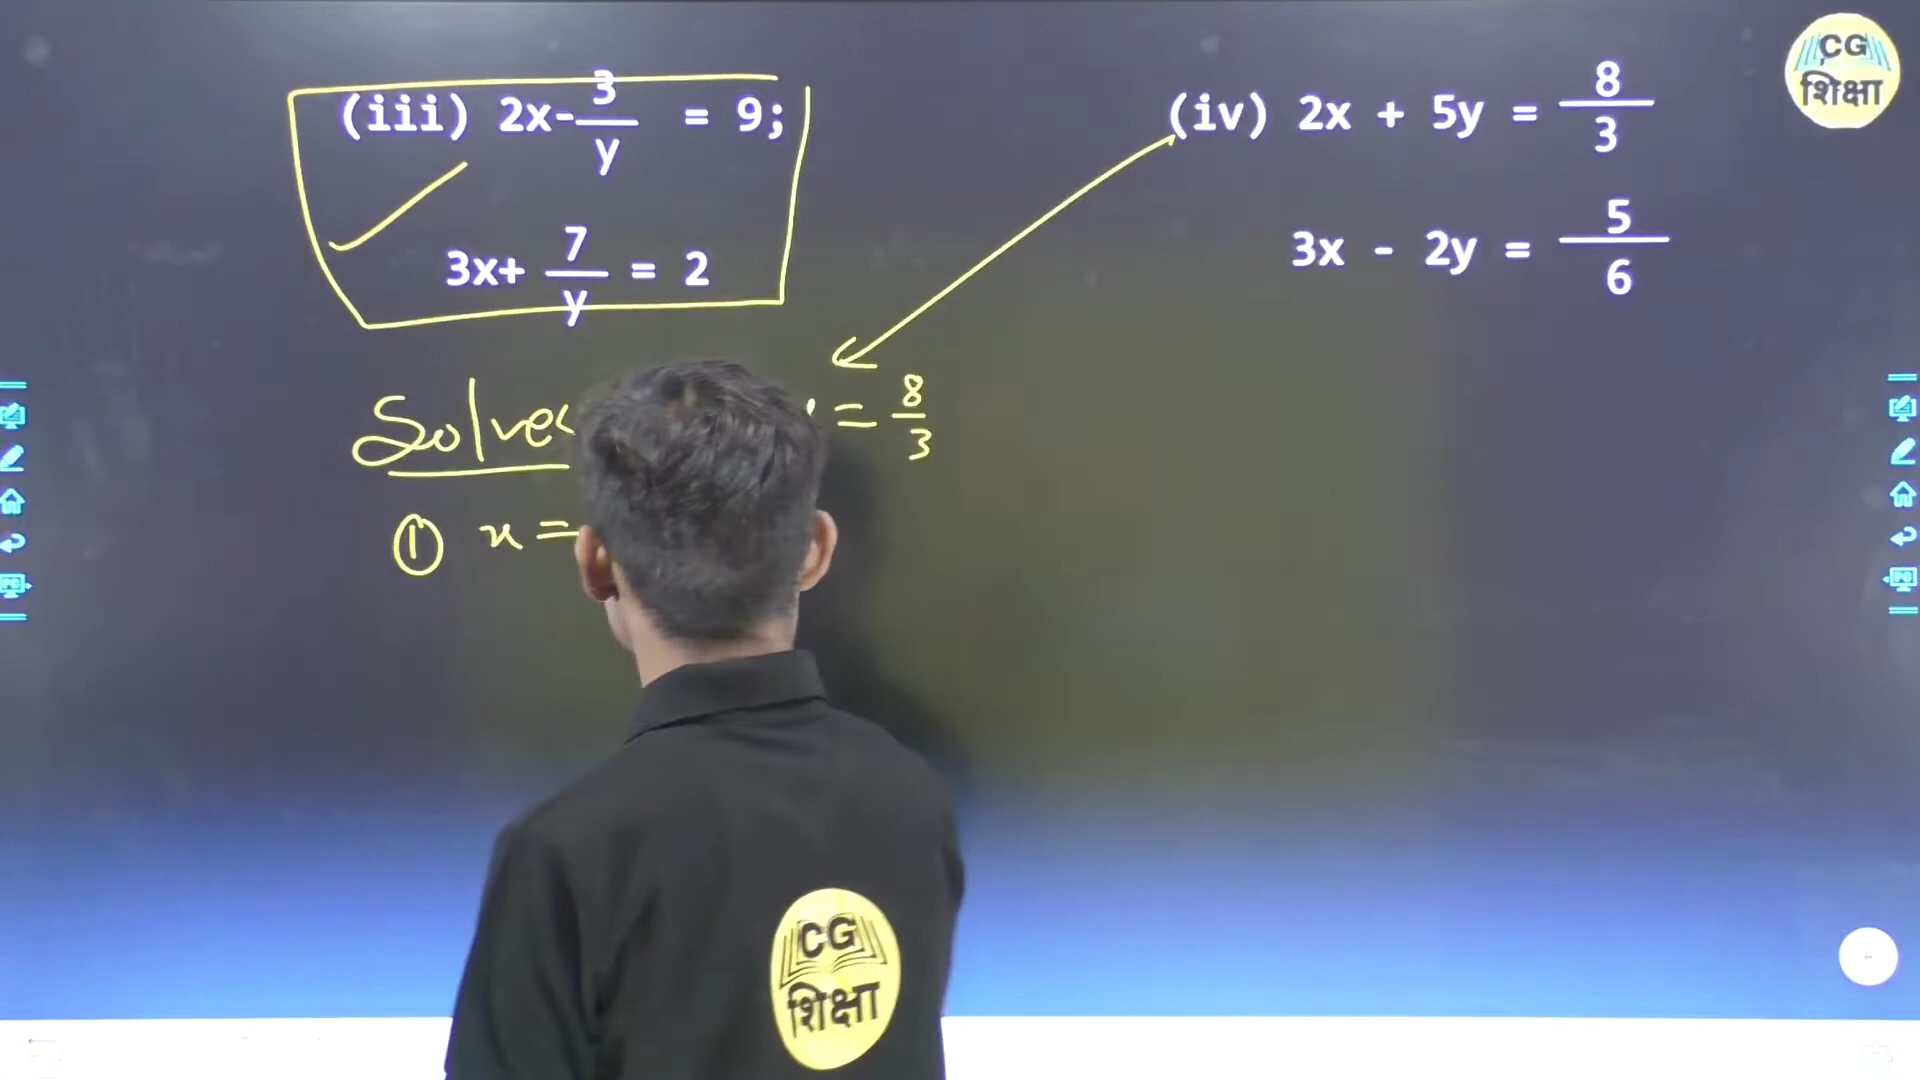 (iii) 2x - 3/y = 9;
3x + 7/y = 2
(iv) 2x + 5y = 8/3
3x - 2y = 5/6
CG
शिक्षा
Solve
= 8/3
① x =
CG
शिक्षा